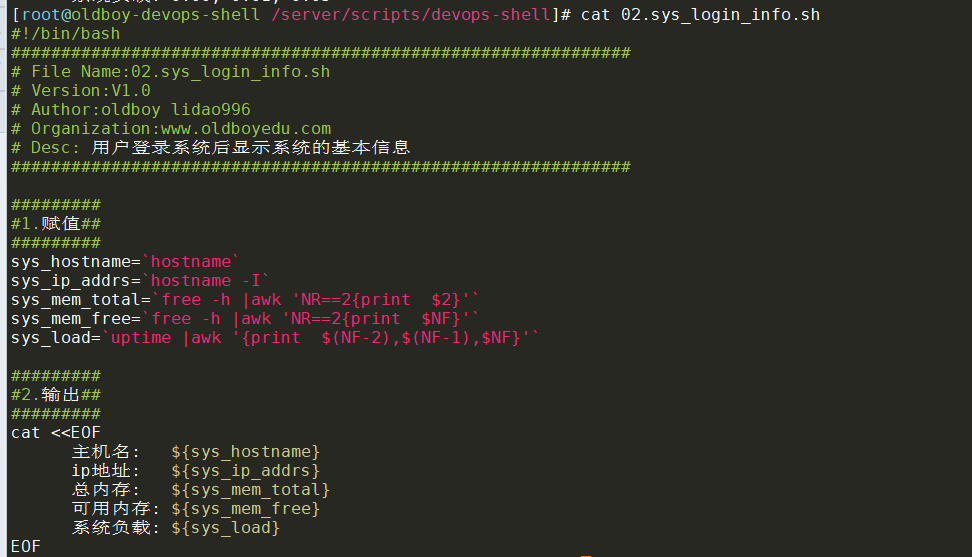 [root@oldboy-devops-shell /server/scripts/devops-shell]# cat 02.sys_login_info.sh
#!/bin/bash
##############################################################
# File Name:02.sys_login_info.sh
# Version:V1.0
# Author:oldboy lidao996
# Organization:www.oldboyedu.com
# Desc: 用户登录系统后显示系统的基本信息
##############################################################

#########
#1.赋值##
#########
sys_hostname=`hostname`
sys_ip_addrs=`hostname -I`
sys_mem_total=`free -h |awk 'NR==2{print  $2}'`
sys_mem_free=`free -h |awk 'NR==2{print  $NF}'`
sys_load=`uptime |awk '{print  $(NF-2),$(NF-1),$NF}'`

#########
#2.输出##
#########
cat <<EOF
      主机名:   ${sys_hostname}
      ip地址:   ${sys_ip_addrs}
      总内存:   ${sys_mem_total}
      可用内存: ${sys_mem_free}
      系统负载: ${sys_load}
EOF